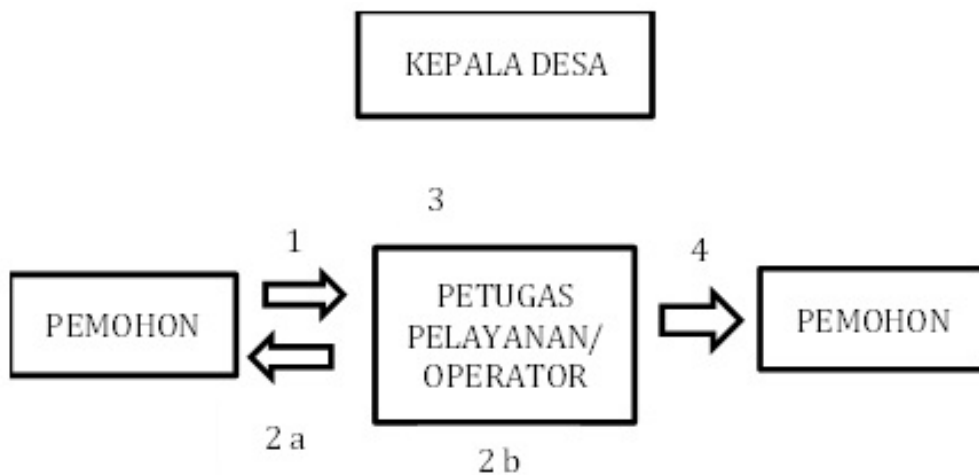 KEPALA DESA
3
1
4
PEMOHON
PETUGAS
PELAYANAN/
OPERATOR
PEMOHON
2 a
2 b